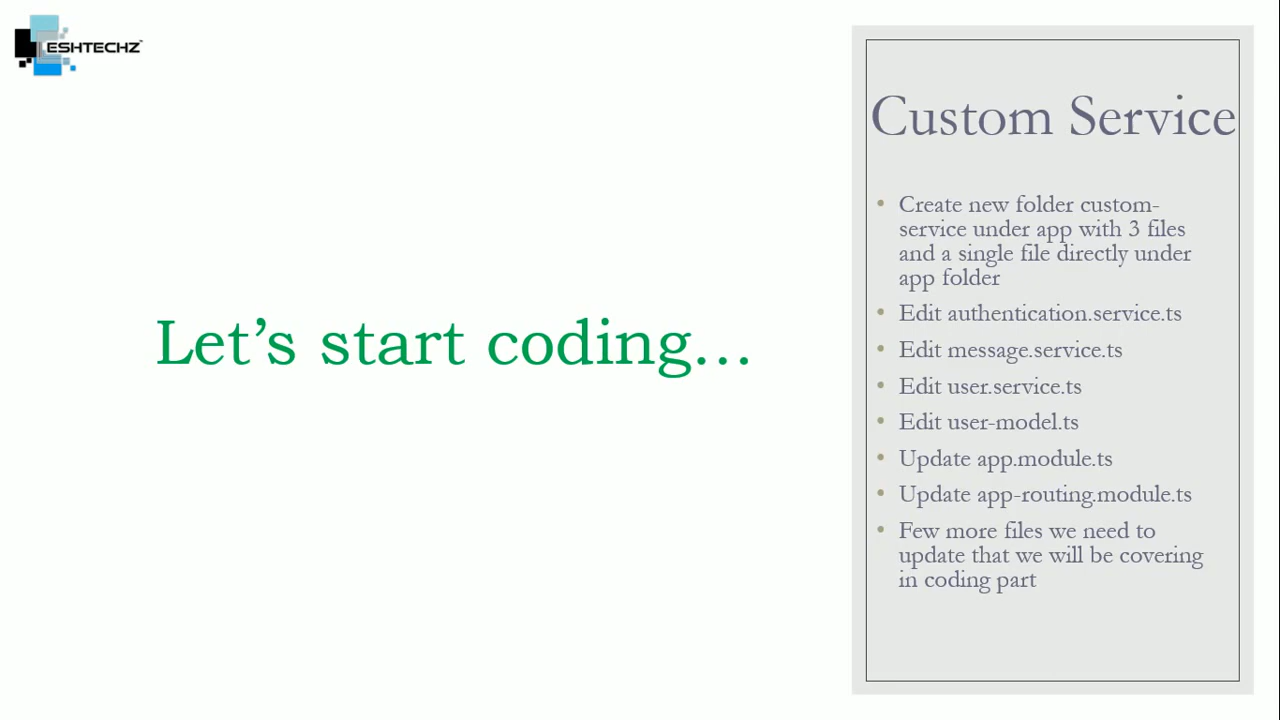 ESHTECHZ™
Custom Service
Create new folder custom-
service under app with 3 files
and a single file directly under
app folder
Edit authentication.service.ts
Edit message.service.ts
Edit user.service.ts
Edit user-model.ts
Update app.module.ts
Update app-routing.module.ts
Few more files we need to
update that we will be covering
in coding part
Let’s start coding…